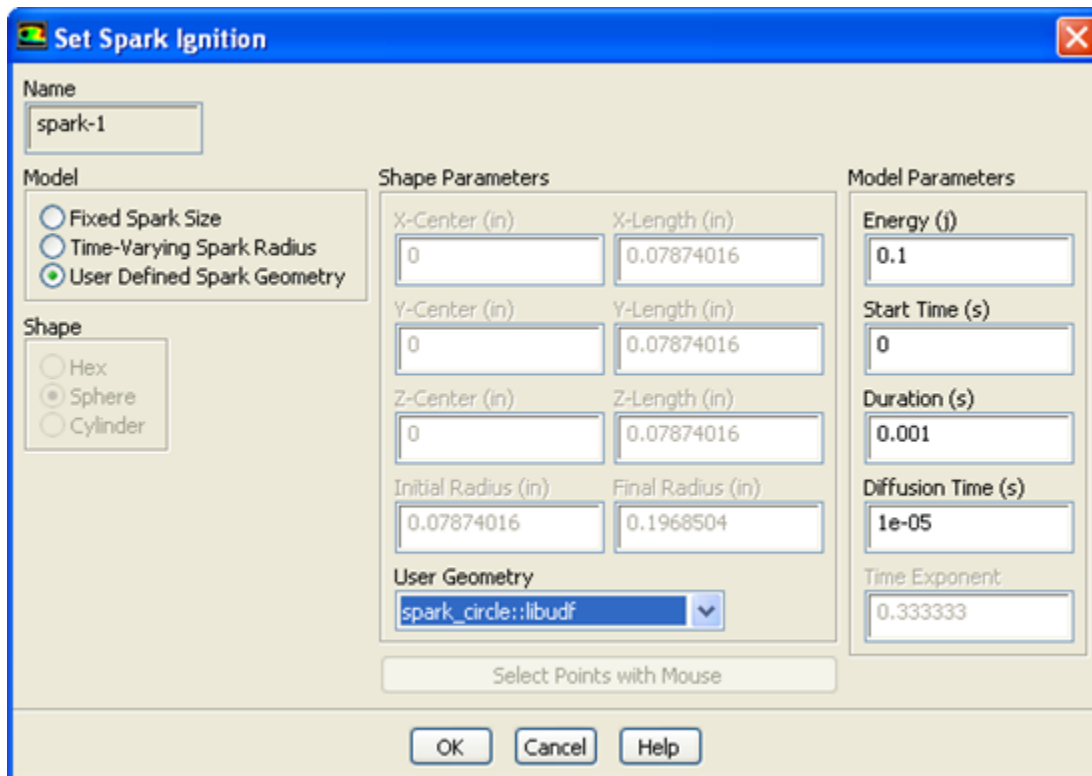 Set Spark Ignition
Name
spark-1
Model
Fixed Spark Size
Time-Varying Spark Radius
User Defined Spark Geometry
Shape
Hex
Sphere
Cylinder
Shape Parameters
X-Center (in)
0
X-Length (in)
0.07874016
Y-Center (in)
0
Y-Length (in)
0.07874016
Z-Center (in)
0
Z-Length (in)
0.07874016
Initial Radius (in)
0.07874016
Final Radius (in)
0.1968504
User Geometry
spark_circle::libudf
Select Points with Mouse
Model Parameters
Energy (j)
0.1
Start Time (s)
0
Duration (s)
0.001
Diffusion Time (s)
1e-05
Time Exponent
0.333333
OK
Cancel
Help